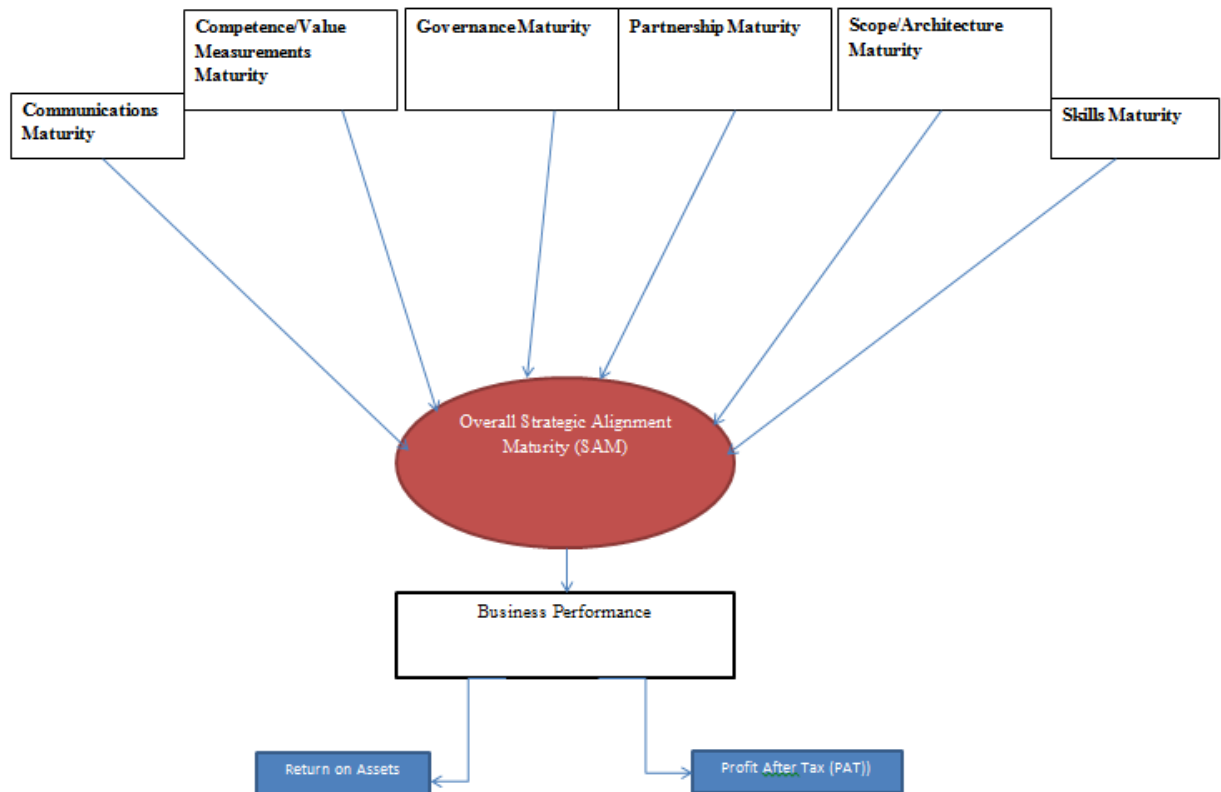 Competence/Value
Measurements
Maturity
Governance Maturity
Partnership Maturity
Scope/Architecture
Maturity
Communications
Maturity
Skills Maturity
Overall Strategic Alignment
Maturity (SAM)
Business Performance
Return on Assets
Profit After Tax (PAT))